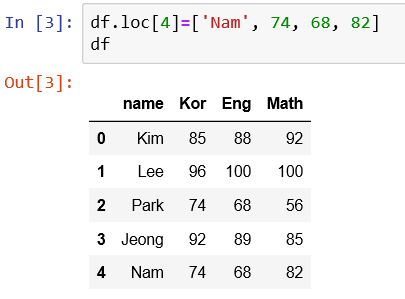 In [3]: df.loc[4]=['Nam', 74, 68, 82]
df
Out[3]:
name Kor Eng Math
0 Kim 85 88 92
1 Lee 96 100 100
2 Park 74 68 56
3 Jeong 92 89 85
4 Nam 74 68 82